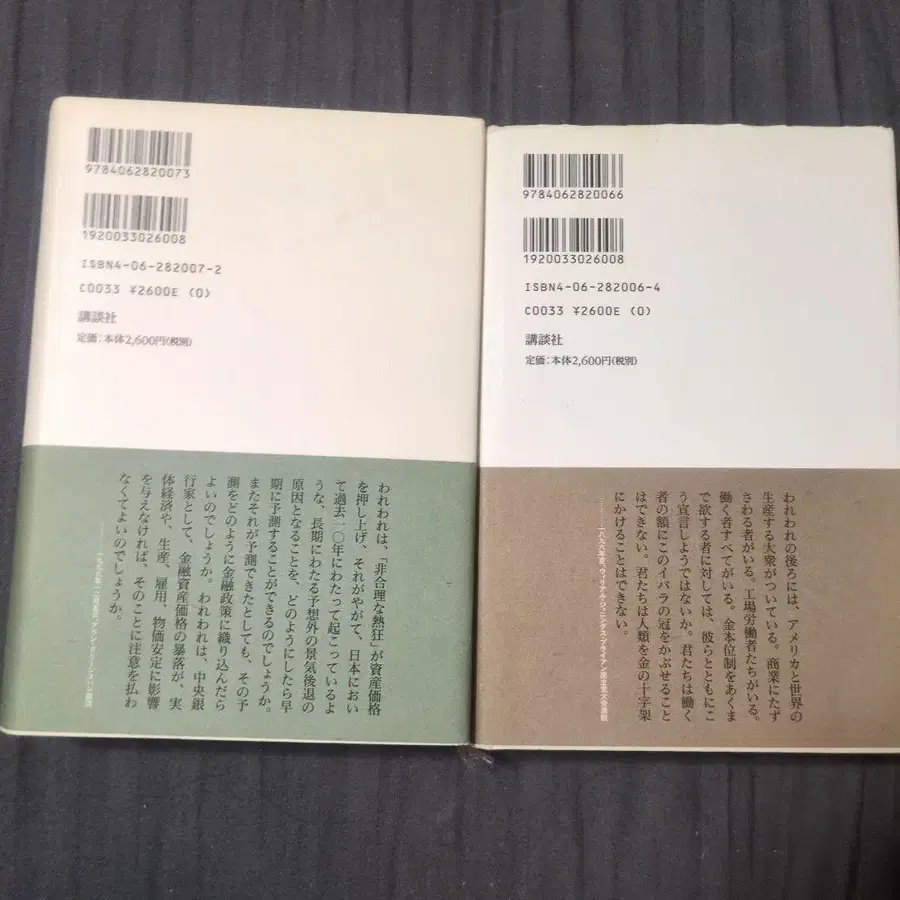 9784062820073
1920033026008
ISBN4-06-282007-2
C0033 ¥2600E (0)
講談社
定価:本体2,600円(税別)
われわれは、「非合理な熱狂」が資産価格
を押し上げ、それがやがて、日本におい
て過去一〇年にわたって起こっているよ
うな、長期にわたる予想外の景気後退の
原因となることを、どのようにしたら早
期に予測することができるのでしょうか。
またそれが予測できたとしても、その予
測をどのように金融政策に織り込んだら
よいのでしょうか。われわれは、中央銀
行家として、金融資産価格の暴落が、実
体経済や、生産、雇用、物価安定に影響
を与えなければ、そのことに注意を払わ
なくてよいのでしょうか。
9784062820066
1920033026008
ISBN4-06-282006-4
C0033 ¥2600E (0)
講談社
定価:本体2,600円(税別)
われわれの後ろには、アメリカと世界の
生産する大衆がついている。商業にたず
さわる者がいる。工場労働者たちがいる。
働く者すべてがいる。金本位制をあくま
で欲する者に対しては、彼らとともにこ
う宣言しようではないか。君たちは働く
者の額にこのイバラの冠をかぶせること
はできない。君たちは人類を金の十字架
にかけることはできない。